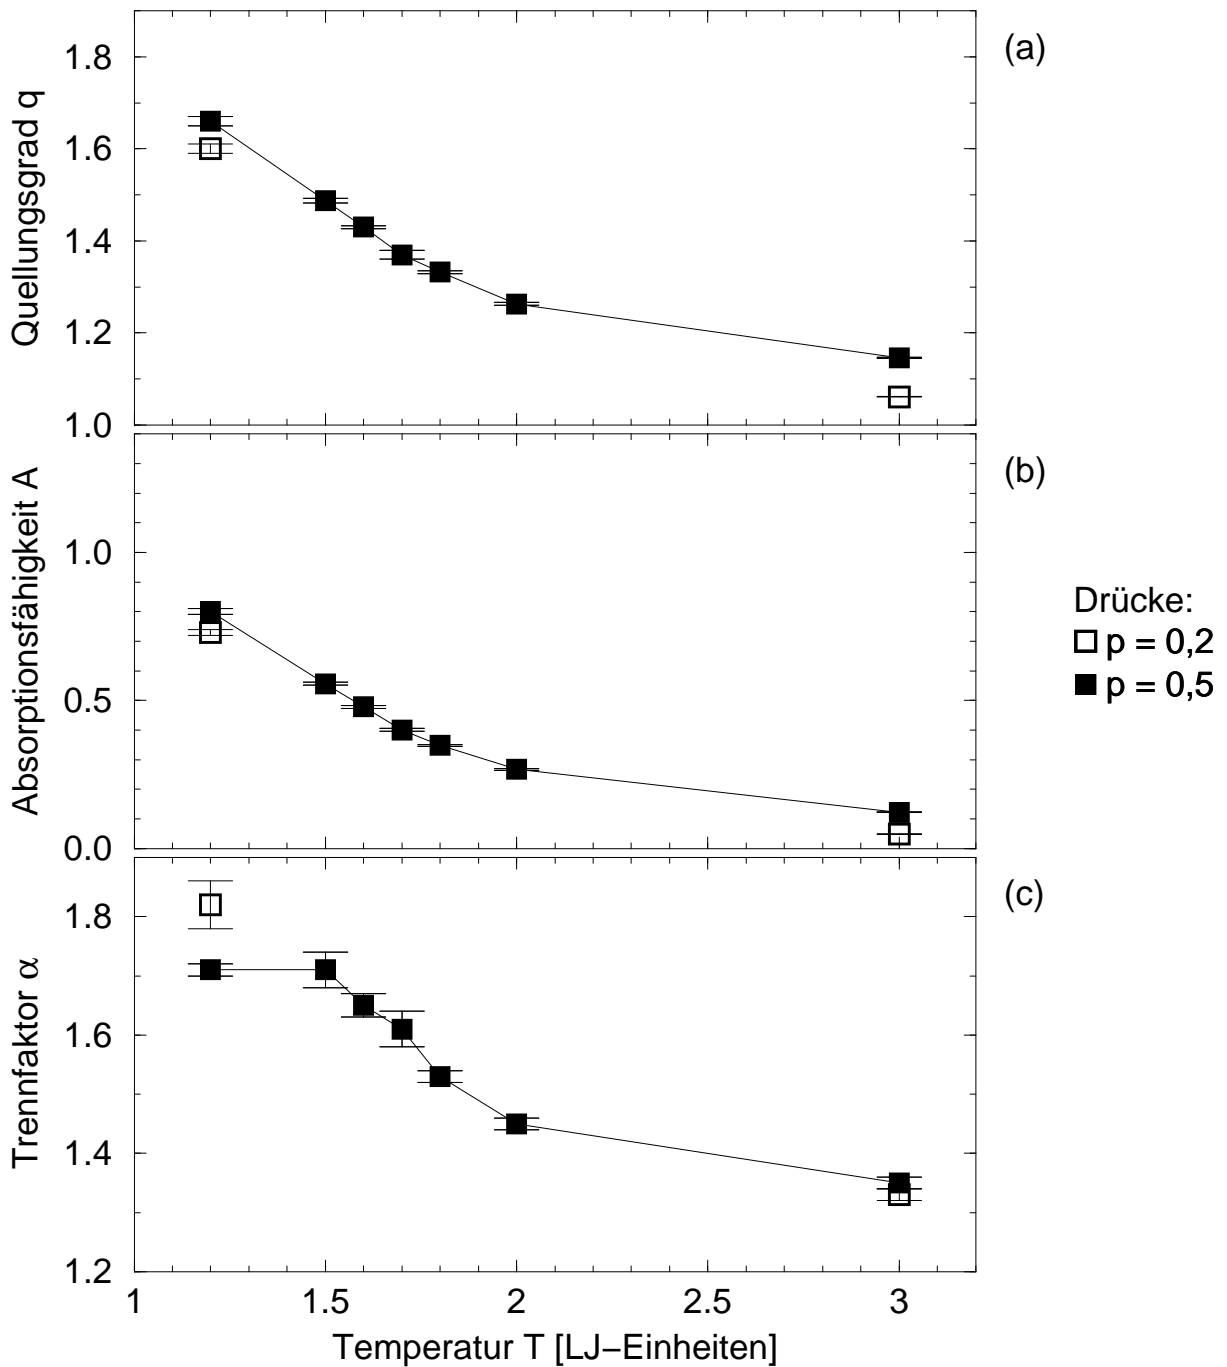 (a)
1.8
1.6
1.4
1.2
1.0
Quellungsgrad q
(b)
1.0
1.0
0.5
0.0
Absorptionsfähigkeit A
Drücke:
p = 0,2
p = 0,5
(c)
1.8
1.6
1.4
1.2
Trennfaktor α
1 1.5 2 2.5 3
Temperatur T [LJ−Einheiten]